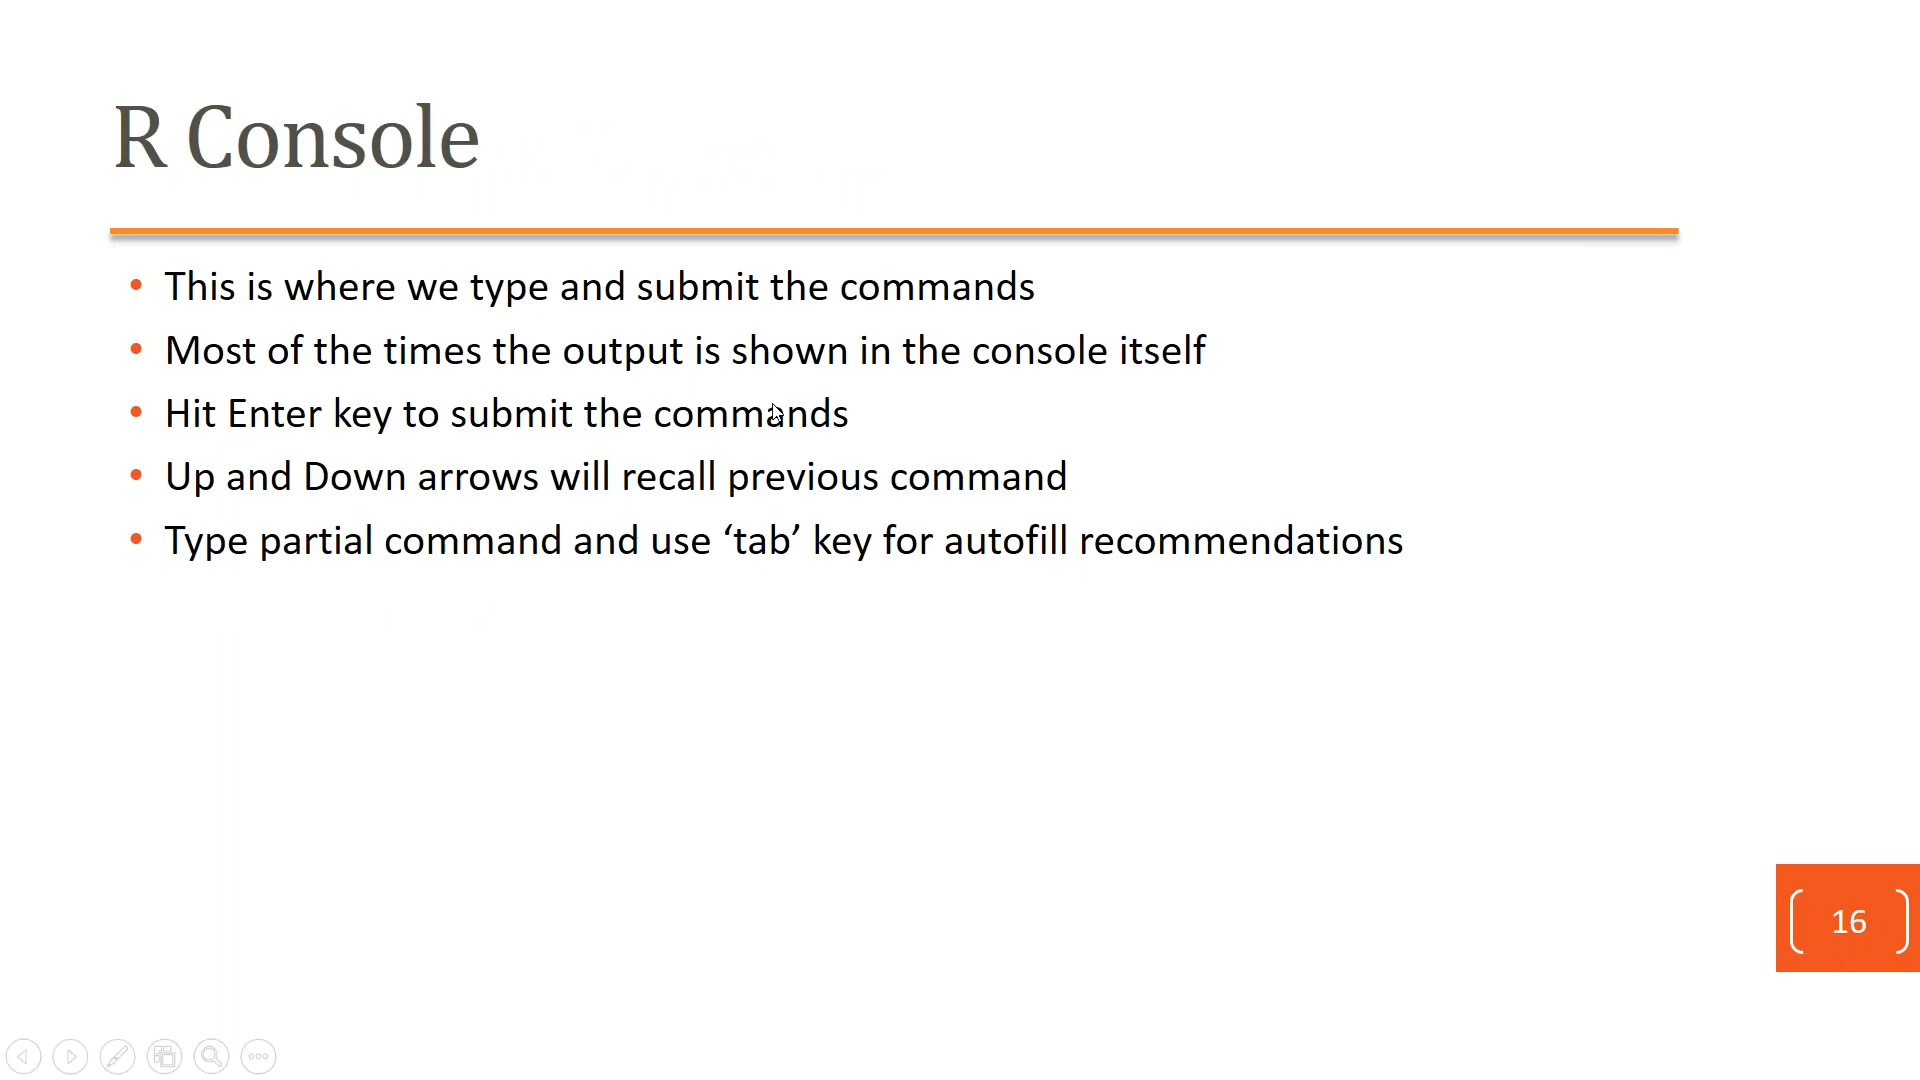 R Console
• This is where we type and submit the commands
• Most of the times the output is shown in the console itself
• Hit Enter key to submit the commands
• Up and Down arrows will recall previous command
• Type partial command and use ‘tab’ key for autofill recommendations
16